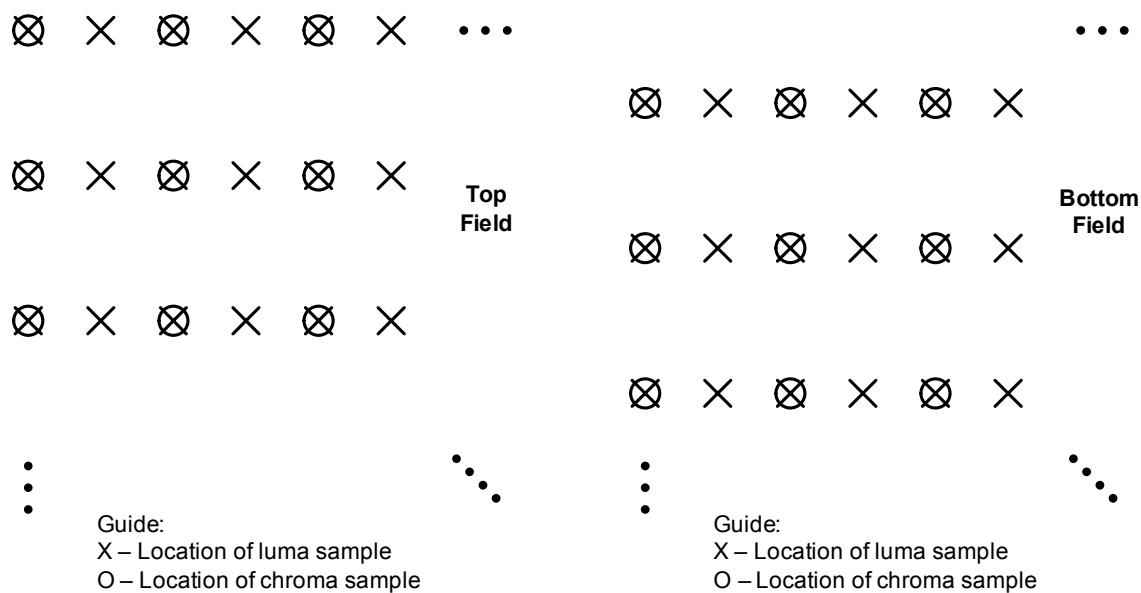 Top
Field
Guide:
X – Location of luma sample
O – Location of chroma sample
Bottom
Field
Guide:
X – Location of luma sample
O – Location of chroma sample